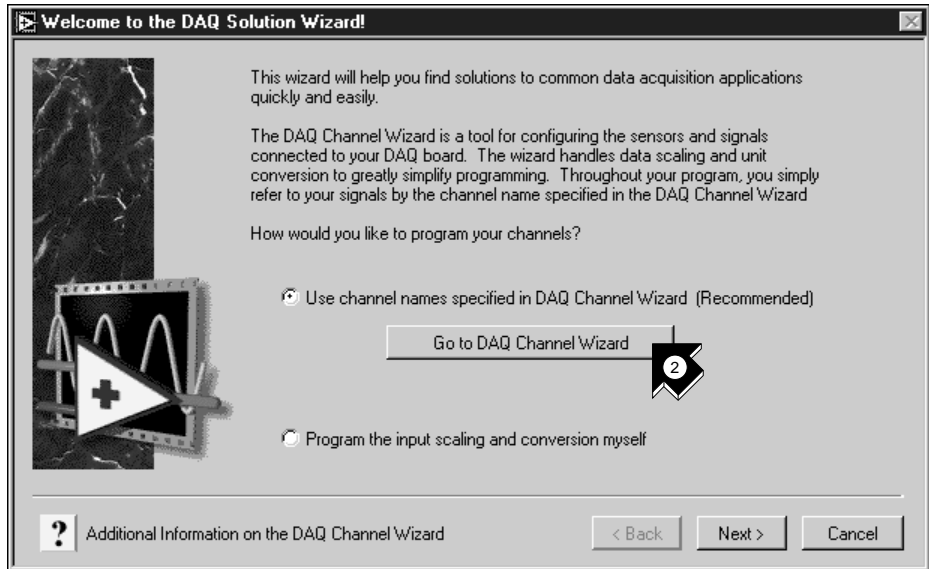 Welcome to the DAQ Solution Wizard!
This wizard will help you find solutions to common data acquisition applications
quickly and easily.
The DAQ Channel Wizard is a tool for configuring the sensors and signals
connected to your DAQ board. The wizard handles data scaling and unit
conversion to greatly simplify programming. Throughout your program, you simply
refer to your signals by the channel name specified in the DAQ Channel Wizard
How would you like to program your channels?
Use channel names specified in DAQ Channel Wizard (Recommended)
Go to DAQ Channel Wizard
2
Program the input scaling and conversion myself
? Additional Information on the DAQ Channel Wizard < Back Next > Cancel